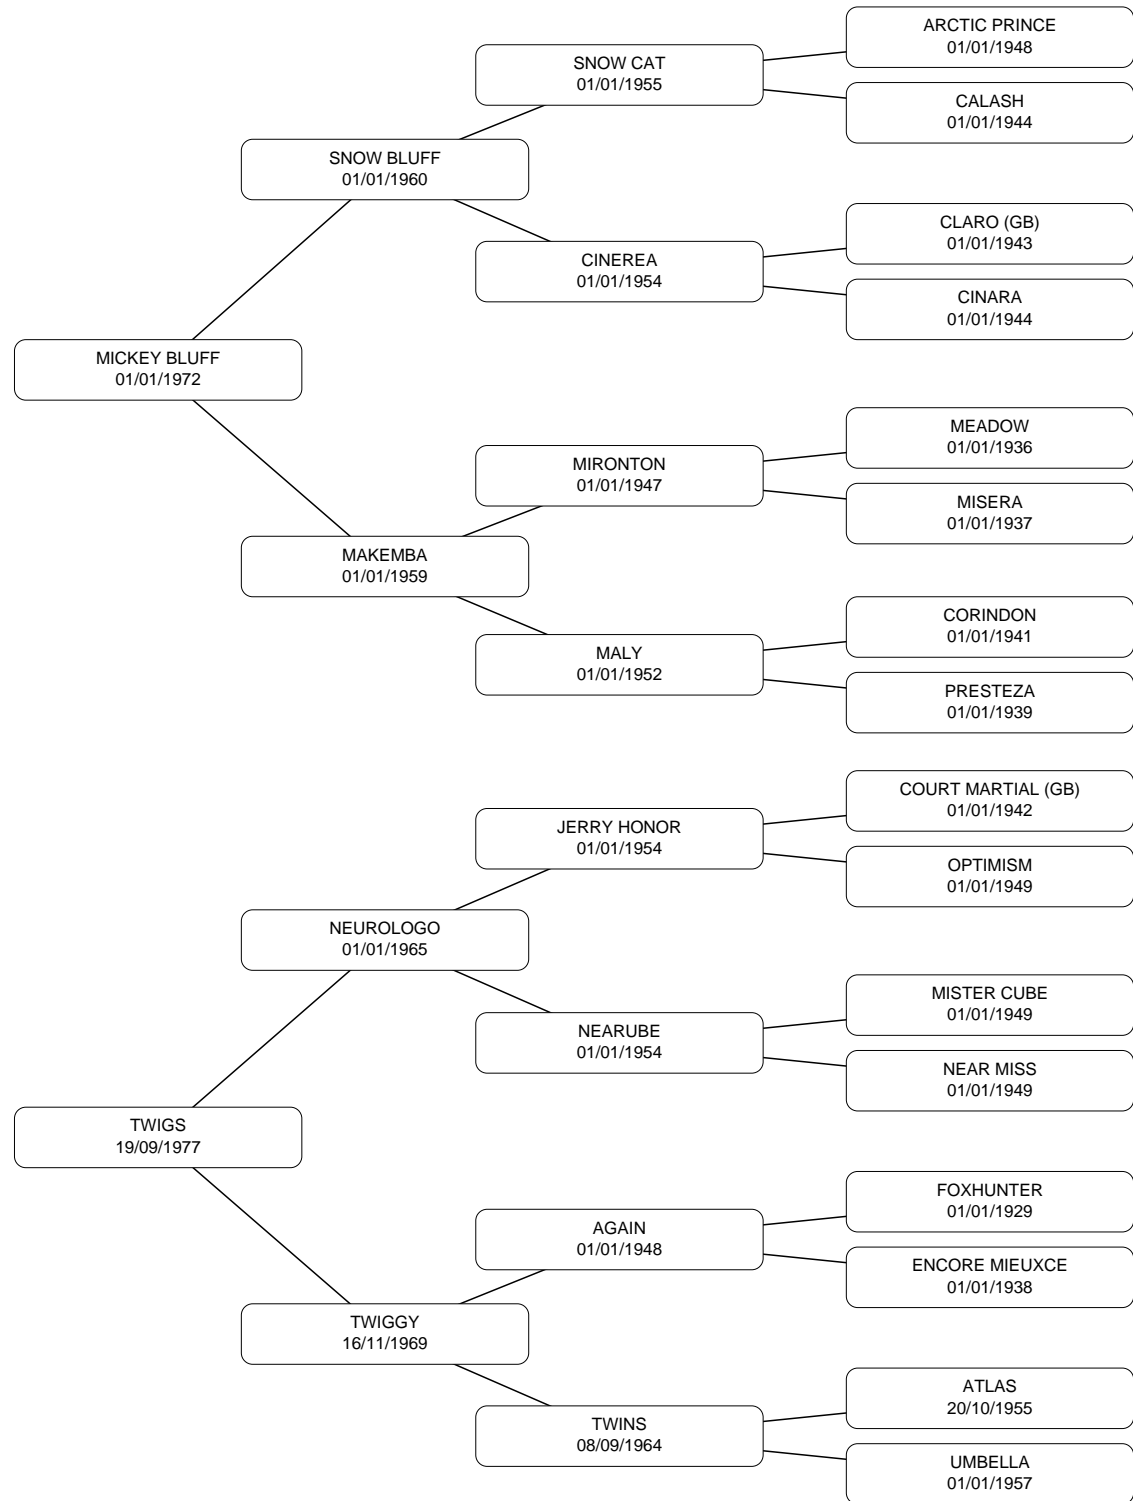 ARCTIC PRINCE
01/01/1948
SNOW CAT
01/01/1955
CALASH
01/01/1944
SNOW BLUFF
01/01/1960
CLARO (GB)
01/01/1943
CINEREA
01/01/1954
CINARA
01/01/1944
MICKEY BLUFF
01/01/1972
MEADOW
01/01/1936
MIRONTON
01/01/1947
MISERA
01/01/1937
MAKEMBA
01/01/1959
CORINDON
01/01/1941
MALY
01/01/1952
PRESTEZA
01/01/1939
COURT MARTIAL (GB)
01/01/1942
JERRY HONOR
01/01/1954
OPTIMISM
01/01/1949
NEUROLOGO
01/01/1965
MISTER CUBE
01/01/1949
NEARUBE
01/01/1954
NEAR MISS
01/01/1949
TWIGS
19/09/1977
FOXHUNTER
01/01/1929
AGAIN
01/01/1948
ENCORE MIEUXCE
01/01/1938
TWIGGY
16/11/1969
ATLAS
20/10/1955
TWINS
08/09/1964
UMBELLA
01/01/1957